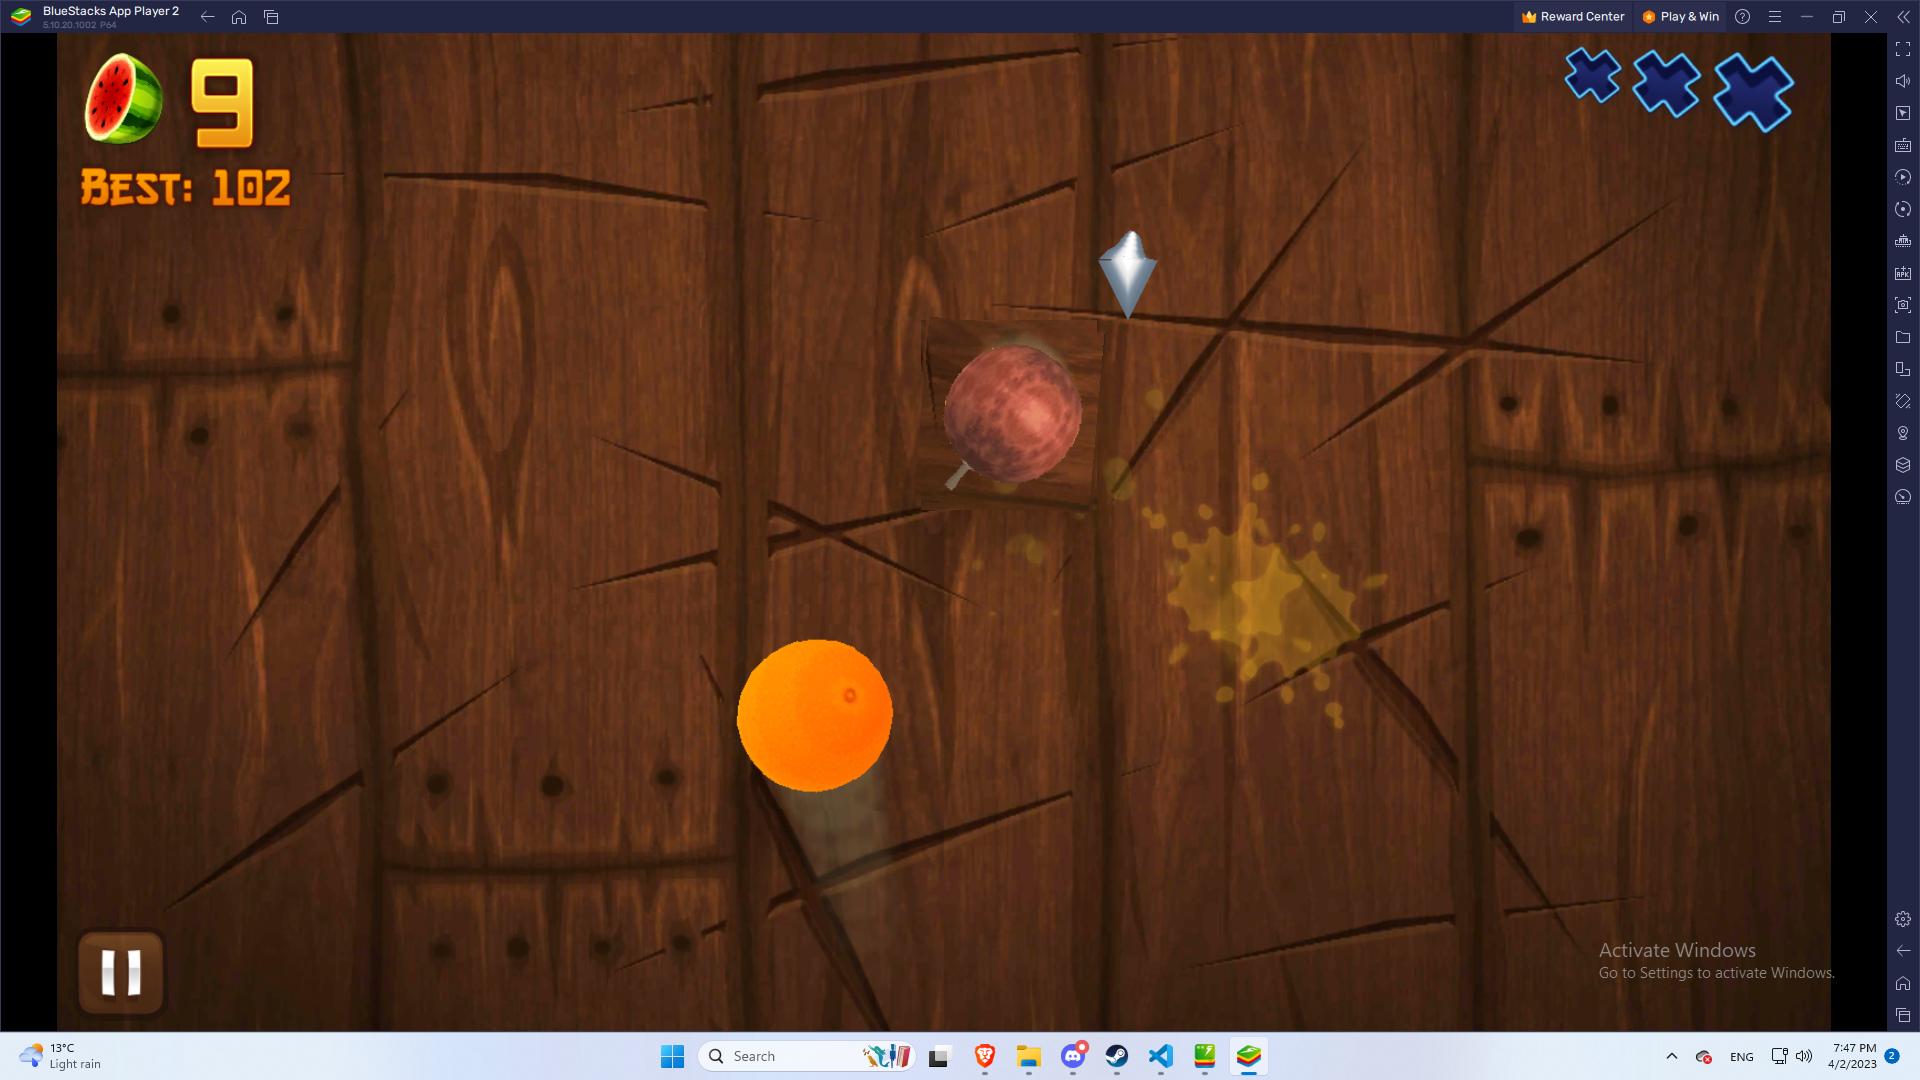 BlueStacks App Player 2
5.10.20.1002 P64
Reward Center
Play & Win
9
BEST: 102
APK
Activate Windows
Go to Settings to activate Windows.
13°C
Light rain
Search
ENG
7:47 PM
4/2/2023
2